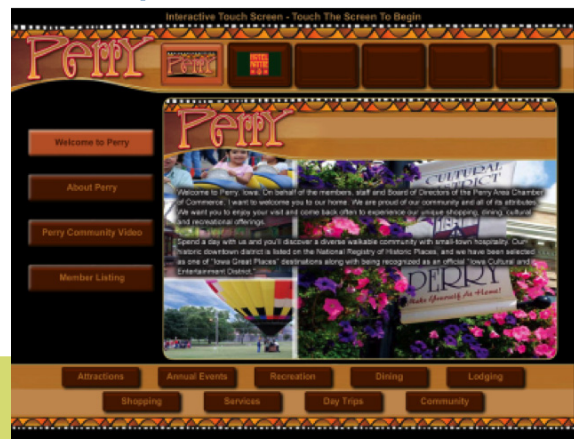 Interactive Touch Screen - Touch The Screen To Begin
PERRY
PERRY
HOTEL
PERRY
Welcome to Perry
About Perry
Perry Community Video
Member Listing
CULTURAL
DISTRICT
Welcome to Perry, Iowa. On behalf of the members, staff and Board of Directors of the Perry Area Chamber
of Commerce, I want to welcome you to our home. We are proud of our community and all of its attributes.
We want you to enjoy your visit and come back often to experience our unique shopping, dining, cultural
and recreational offerings.
Spend a day with us and you'll discover a diverse walkable community with small-town hospitality. Our
historic downtown district is listed on the National Registry of Historic Places, and we have been selected
as one of "Iowa Great Places" destinations along with being recognized as an official "Iowa Cultural and
Entertainment District."
PERRY
Make Yourself At Home!
Attractions
Annual Events
Recreation
Dining
Lodging
Shopping
Services
Day Trips
Community